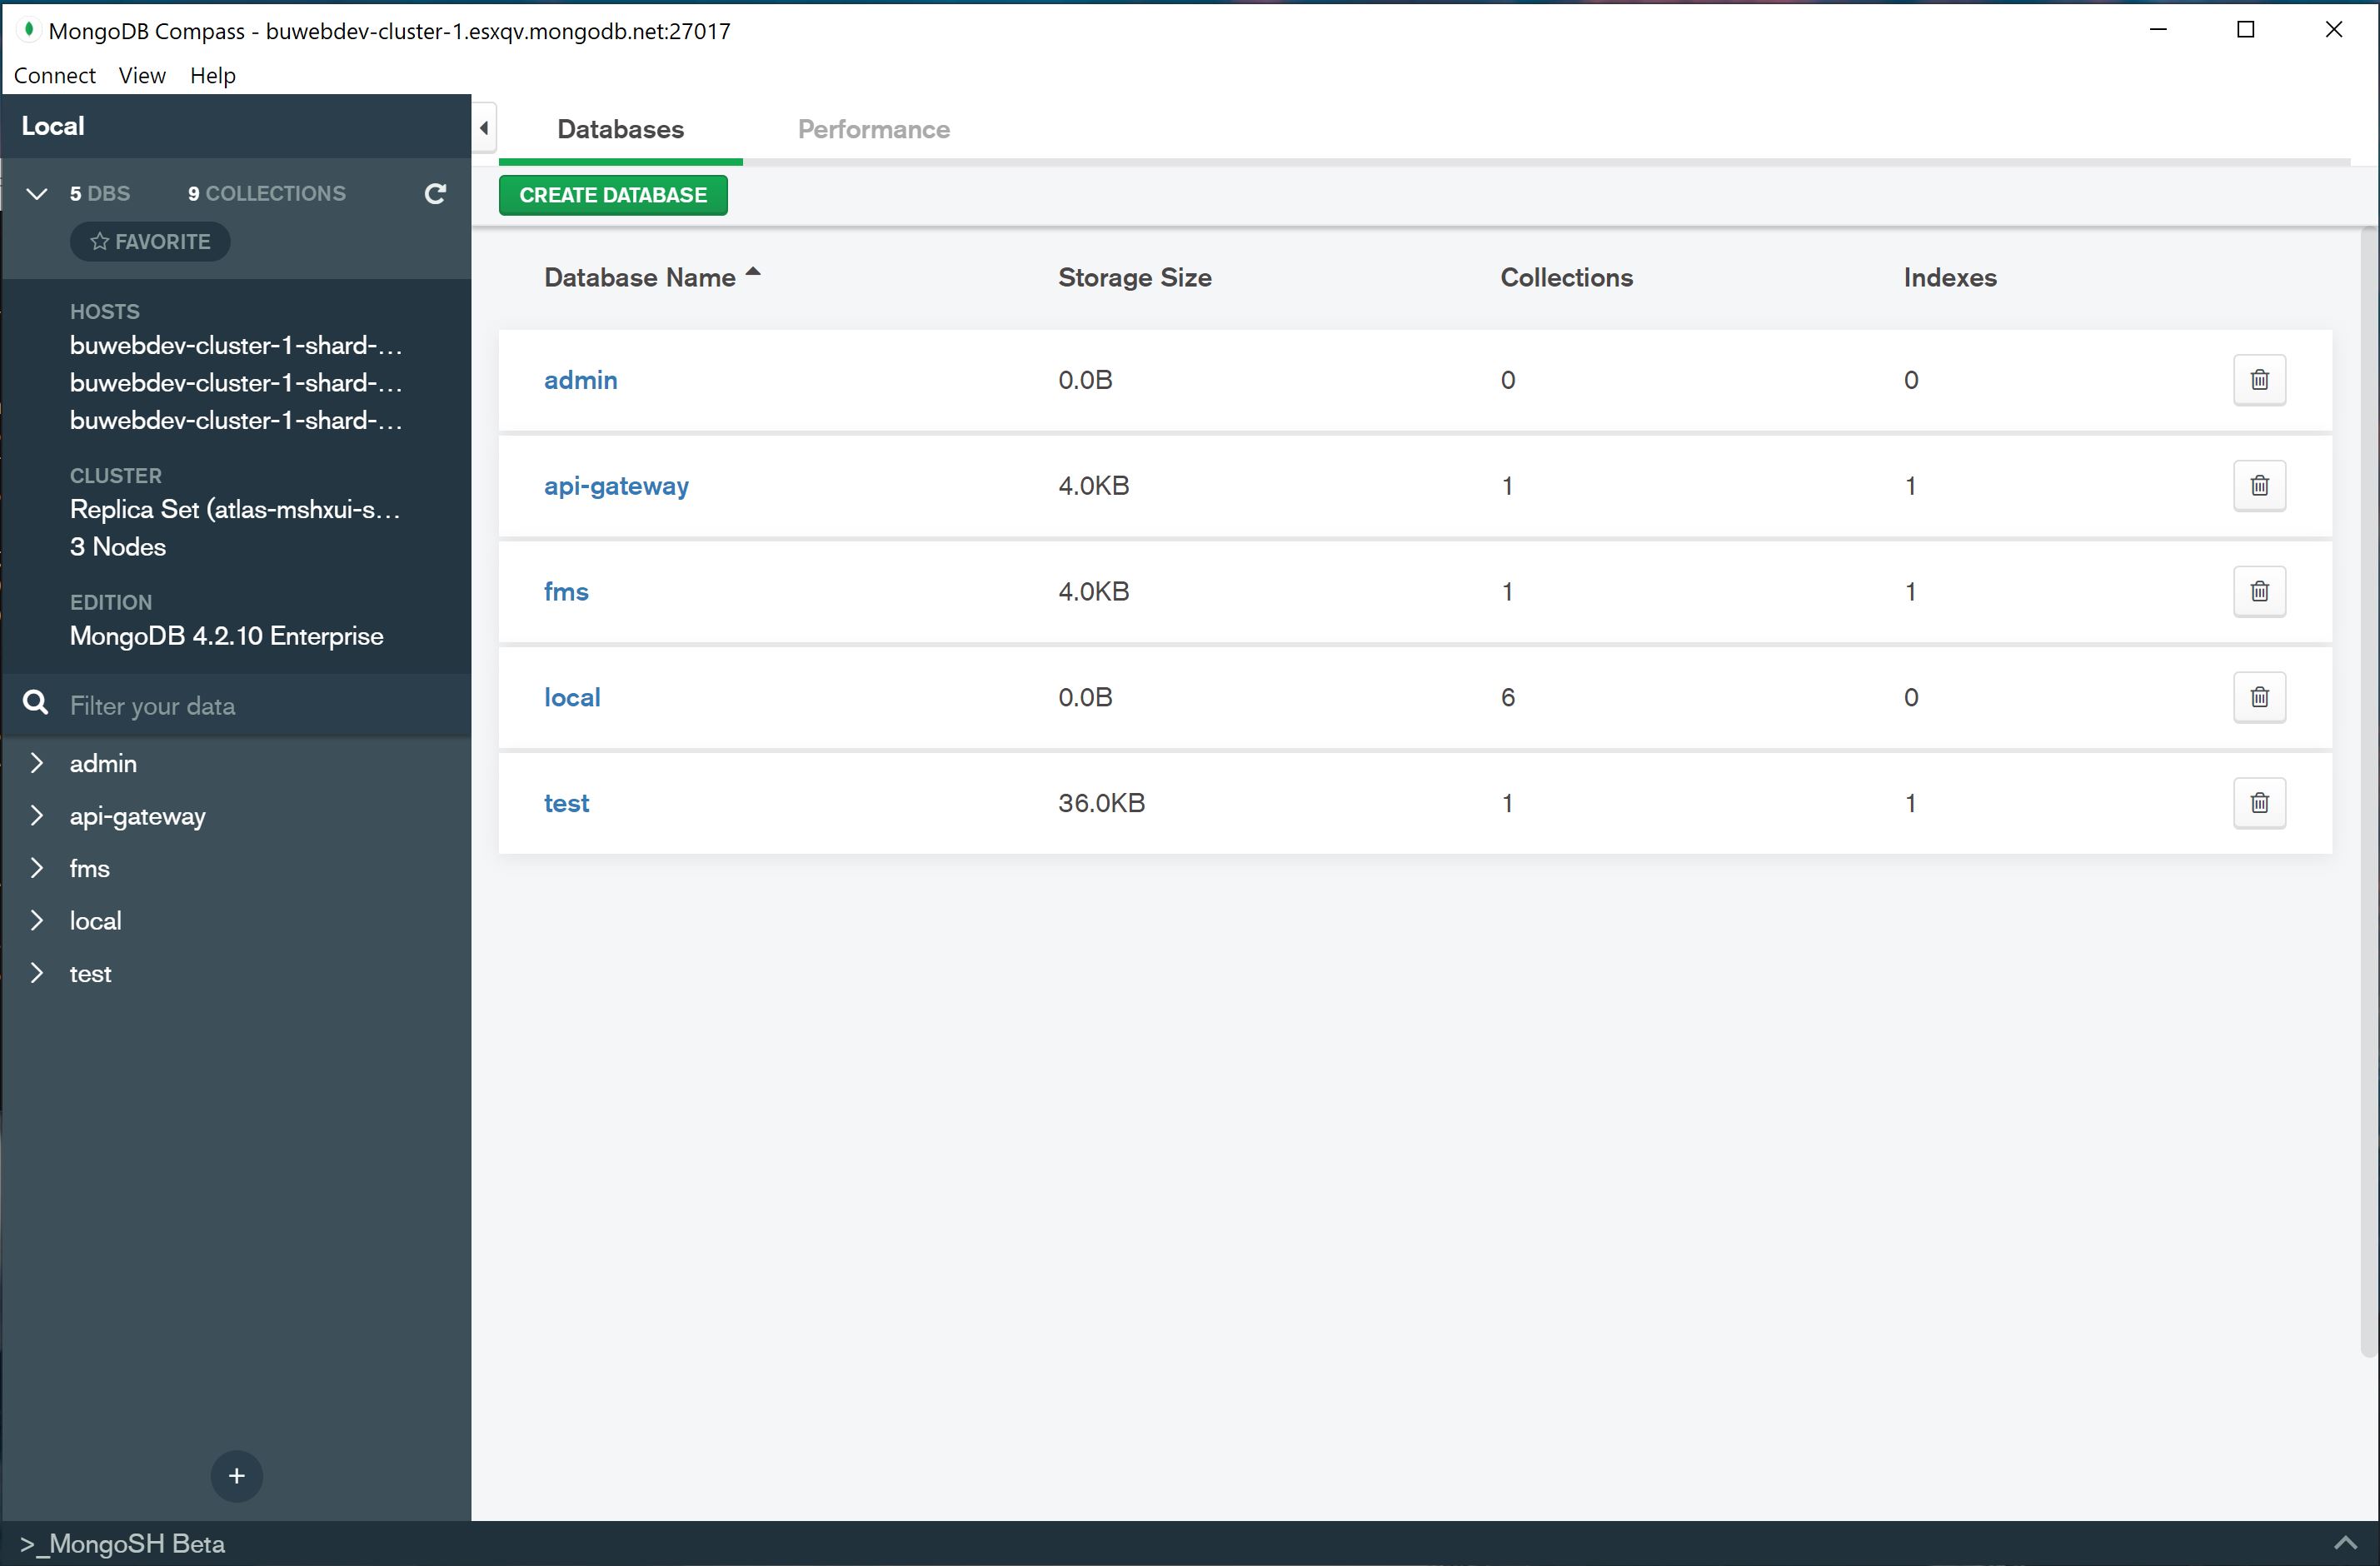 MongoDB Compass - buwebdev-cluster-1.esxqv.mongodb.net:27017
Connect View Help
Local
5 DBS 9 COLLECTIONS
FAVORITE
HOSTS
buwebdev-cluster-1-shard-...
buwebdev-cluster-1-shard-...
buwebdev-cluster-1-shard-...
CLUSTER
Replica Set (atlas-mshxui-s...
3 Nodes
EDITION
MongoDB 4.2.10 Enterprise
Filter your data
admin
api-gateway
fms
local
test
Databases Performance
CREATE DATABASE
Database Name Storage Size Collections Indexes
admin 0.0B 0 0
api-gateway 4.0KB 1 1
fms 4.0KB 1 1
local 0.0B 6 0
test 36.0KB 1 1
>_MongoSH Beta